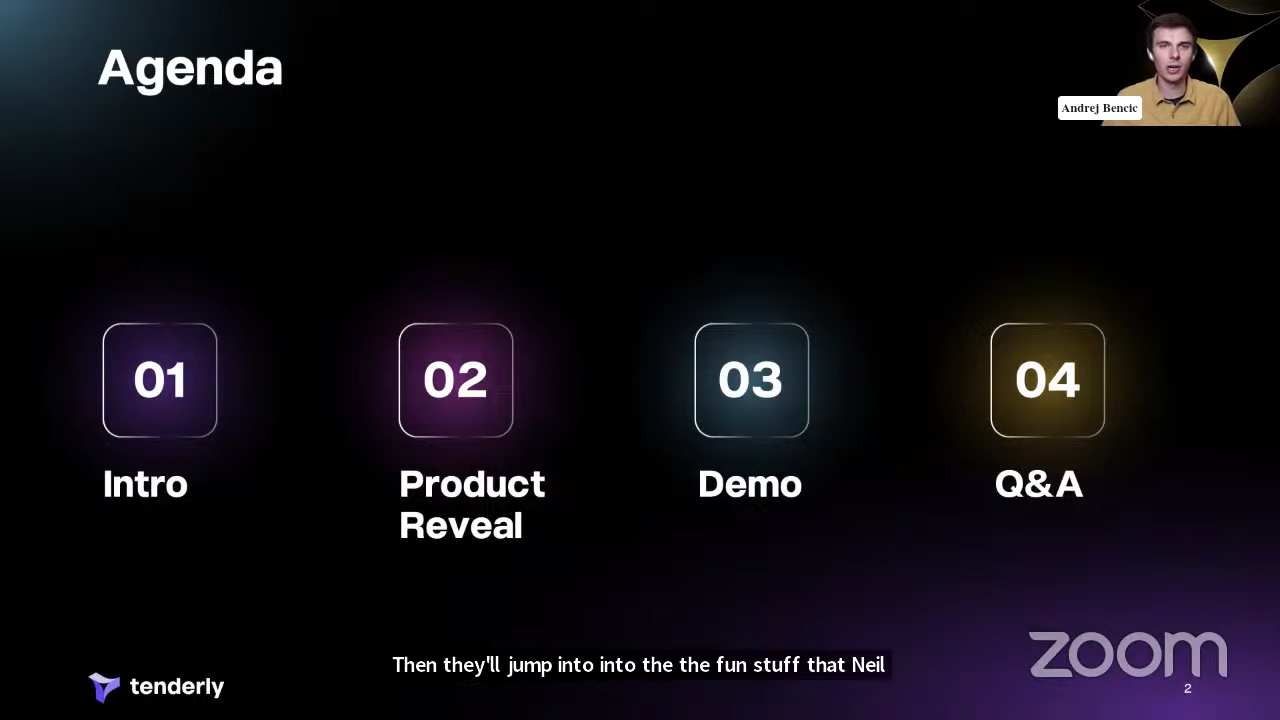 Agenda
Andrej Bencic
01
02
03
04
Intro
Product
Reveal
Demo
Q&A
Then they'll jump into into the the fun stuff that Neil
zoom
tenderly
2